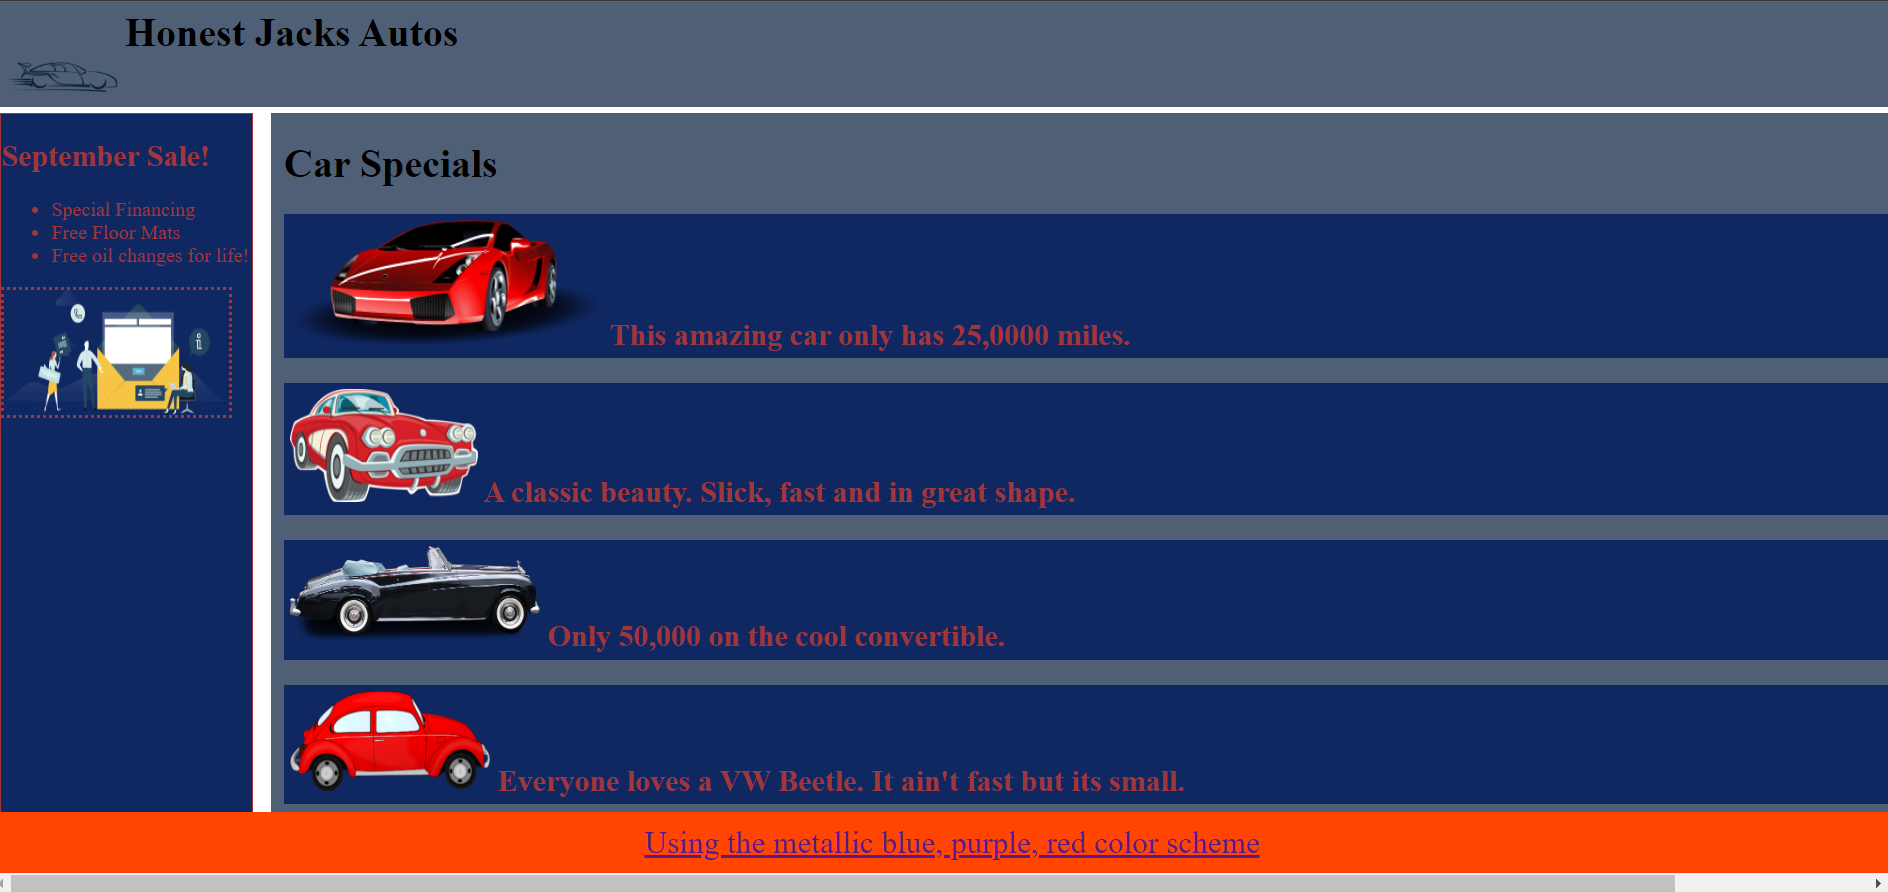 Honest Jacks Autos
September Sale!
Special Financing
Free Floor Mats
Free oil changes for life!
Car Specials
This amazing car only has 25,0000 miles.
A classic beauty. Slick, fast and in great shape.
Only 50,000 on the cool convertible.
Everyone loves a VW Beetle. It ain't fast but its small.
Using the metallic blue, purple, red color scheme